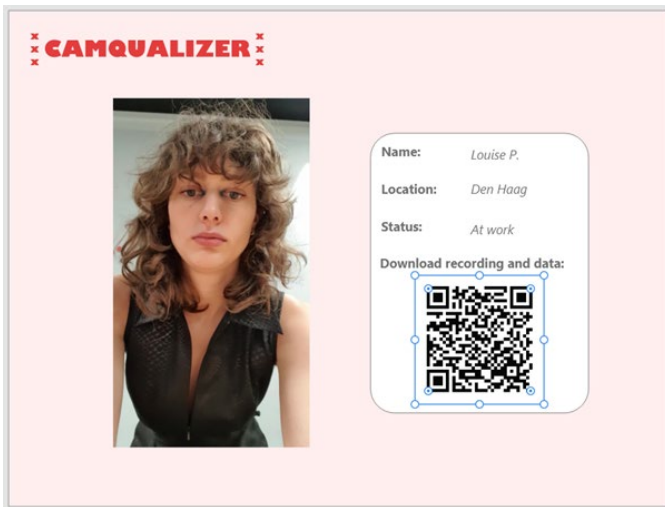 CAMQUALIZER
Name: Louise P.
Location: Den Haag
Status: At work
Download recording and data: